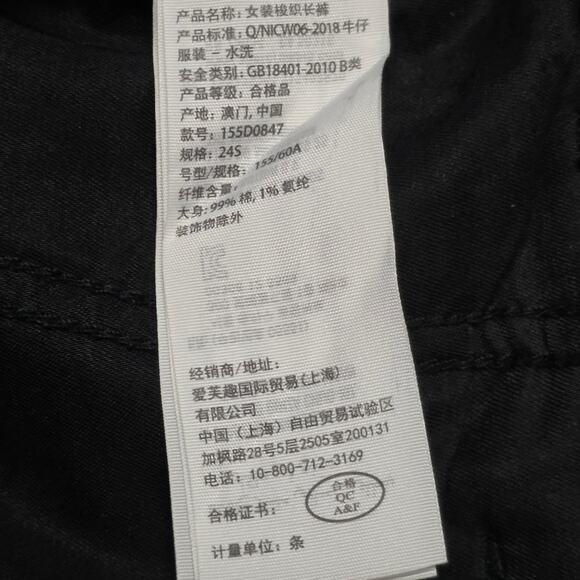 产品名称: 女装梭织长裤
产品标准: Q/NICW06-2018 牛仔
服装 - 水洗
安全类别: GB18401-2010 B类
产品等级: 合格品
产地: 澳门, 中国
款号: 155D0847
规格: 24S
号型/规格: 155/60A
纤维含量:
大身: 99% 棉, 1% 氨纶
装饰物除外
经销商/地址:
爱芙趣国际贸易(上海)
有限公司
中国 (上海) 自由贸易试验区
加枫路28号5层2505室200131
电话: 10-800-712-3169
合格证书:
合格
QC
A&F
计量单位: 条